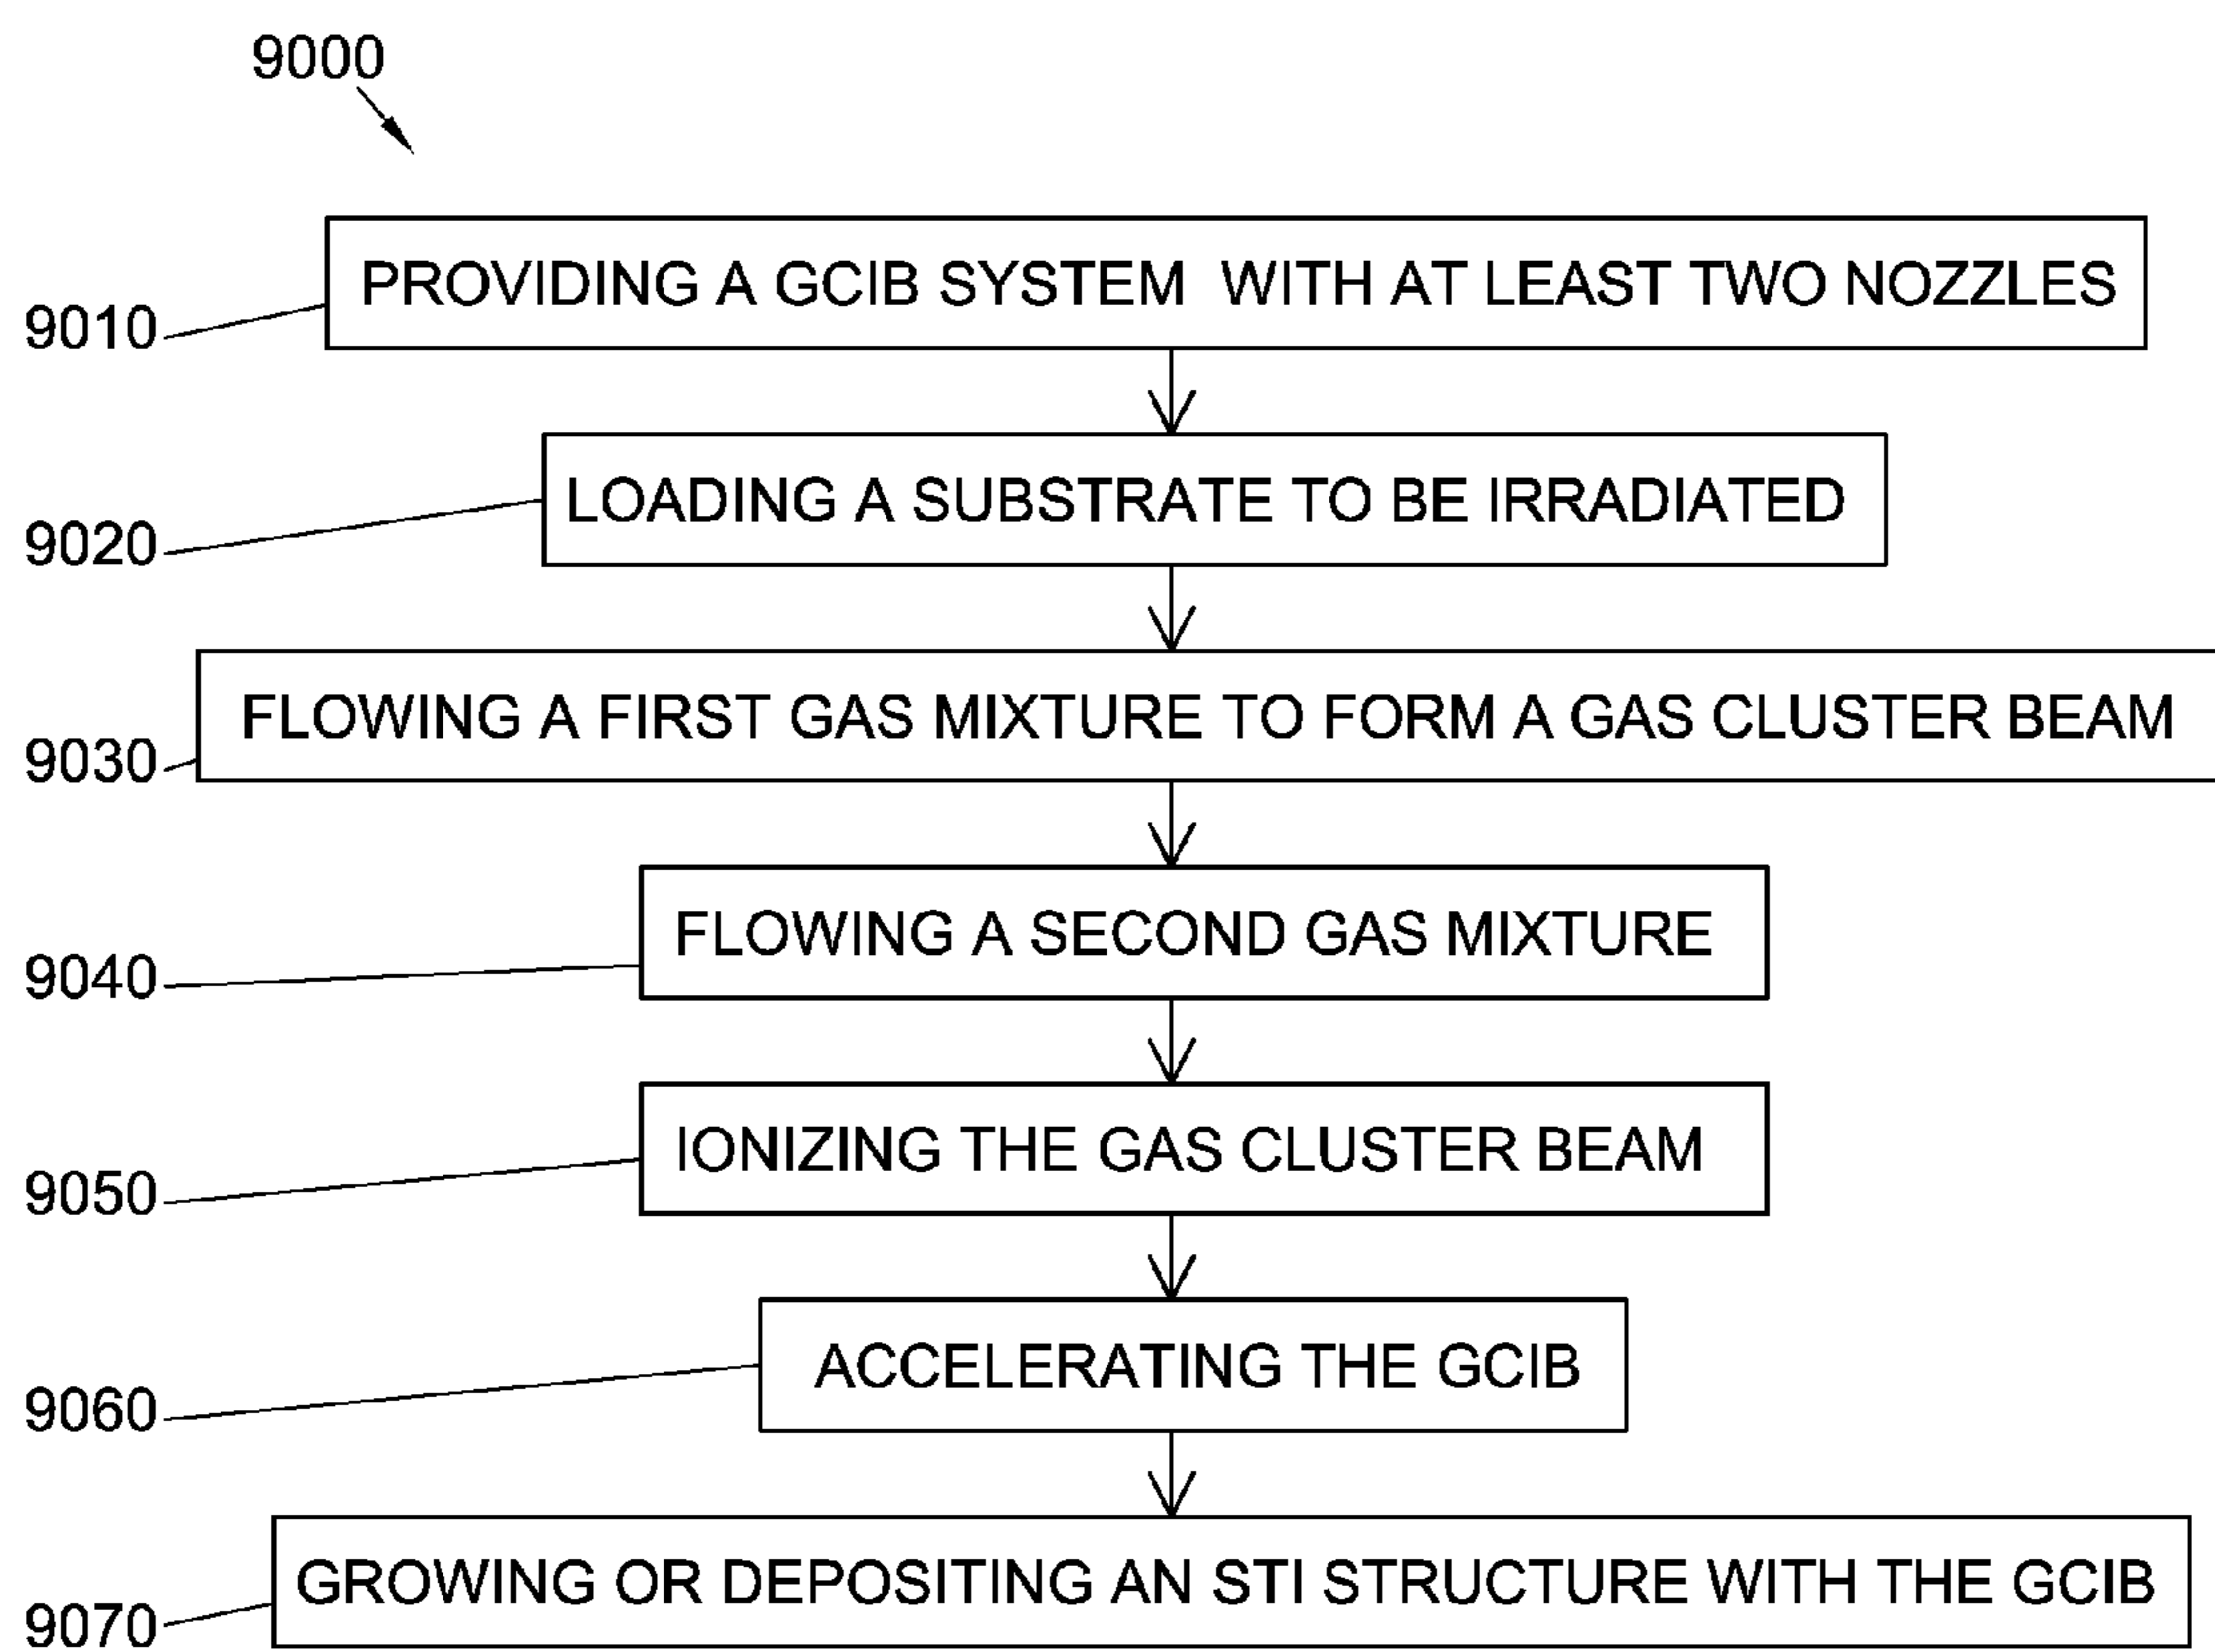 9000
9010
PROVIDING A GCIB SYSTEM WITH AT LEAST TWO NOZZLES
9020
LOADING A SUBSTRATE TO BE IRRADIATED
9030
FLOWING A FIRST GAS MIXTURE TO FORM A GAS CLUSTER BEAM
9040
FLOWING A SECOND GAS MIXTURE
9050
IONIZING THE GAS CLUSTER BEAM
9060
ACCELERATING THE GCIB
9070
GROWING OR DEPOSITING AN STI STRUCTURE WITH THE GCIB